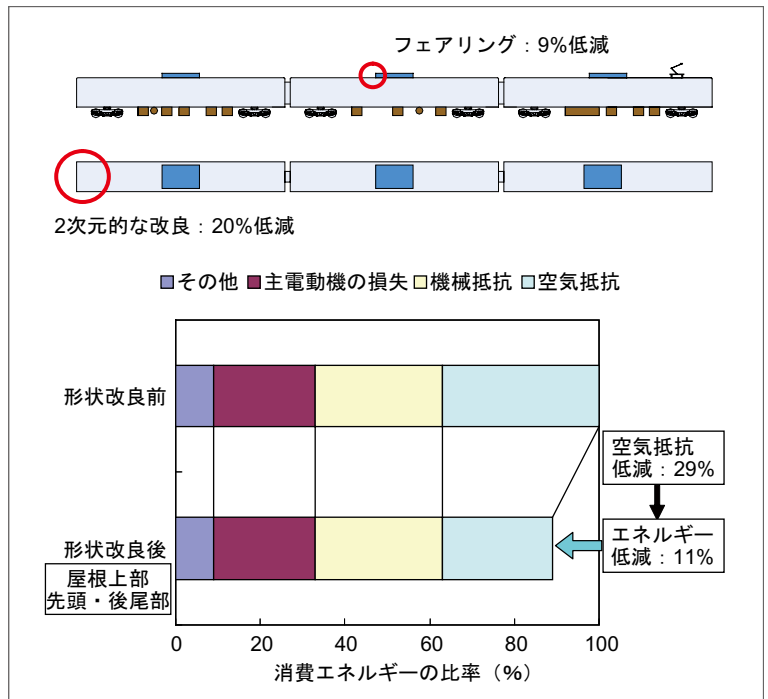 フェアリング：9%低減
2次元的な改良：20%低減
その他 主電動機の損失 機械抵抗 空気抵抗
形状改良前
空気抵抗
低減：29%
エネルギー
低減：11%
形状改良後
屋根上部
先頭・後尾部
0 20 40 60 80 100
消費エネルギーの比率（%）